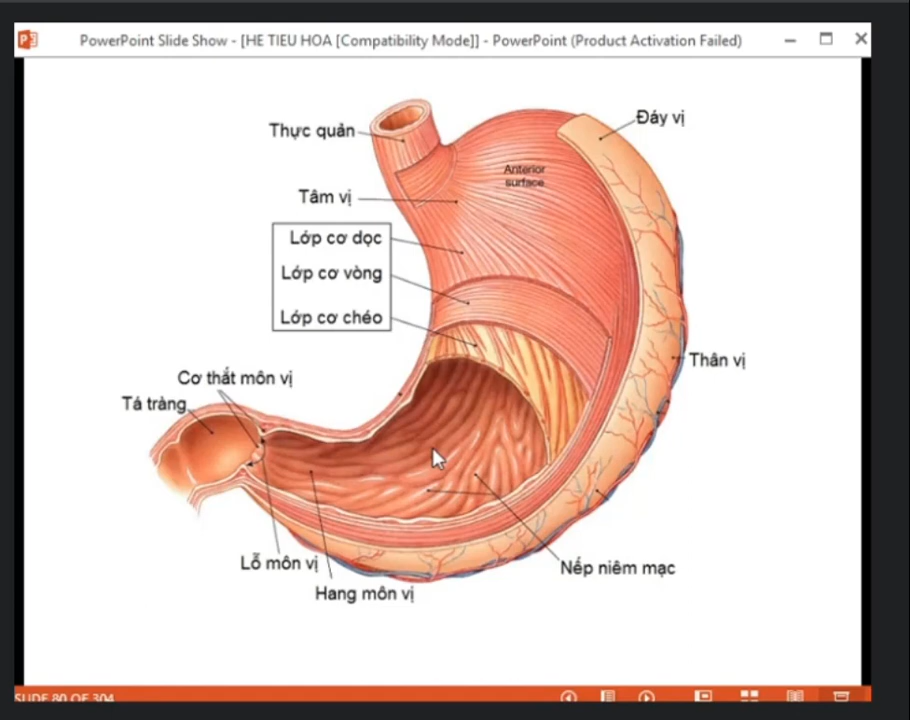 PowerPoint Slide Show - [HE TIEU HOA [Compatibility Mode]] - PowerPoint (Product Activation Failed)
Đáy vị
Thực quản
Anterior
surface
Tâm vị
Lớp cơ dọc
Lớp cơ vòng
Lớp cơ chéo
Thân vị
Cơ thắt môn vị
Tá tràng
Lỗ môn vị
Nếp niêm mạc
Hang môn vị
SLIDE 80 OF 304